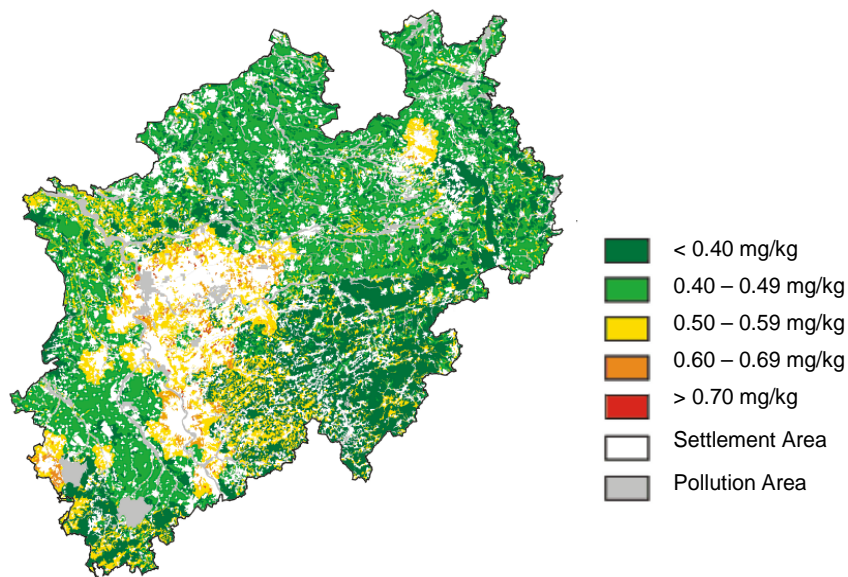 < 0.40 mg/kg
0.40 – 0.49 mg/kg
0.50 – 0.59 mg/kg
0.60 – 0.69 mg/kg
> 0.70 mg/kg
Settlement Area
Pollution Area